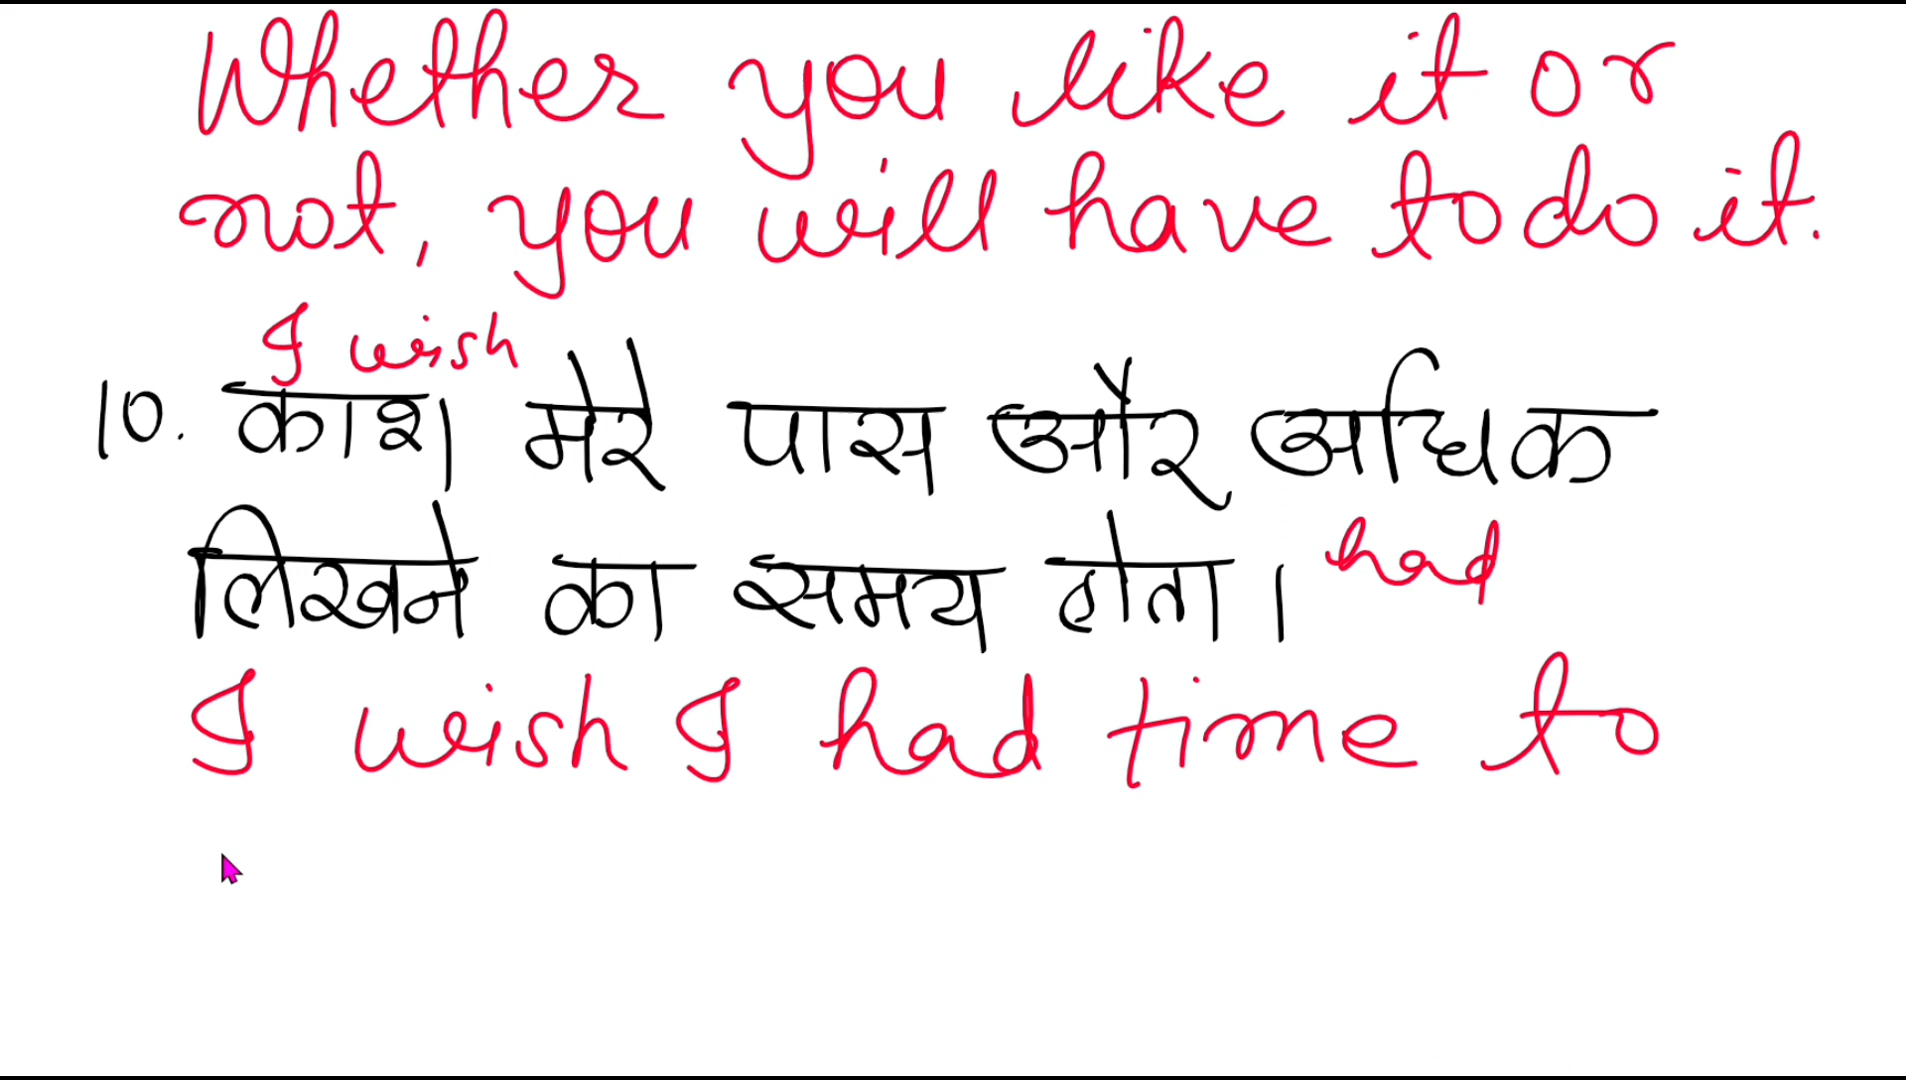 Whether you like it or
not, you will have to do it.
I wish
10. काश मेरे पास और अधिक
लिखने का समय होता। had
I wish I had time to